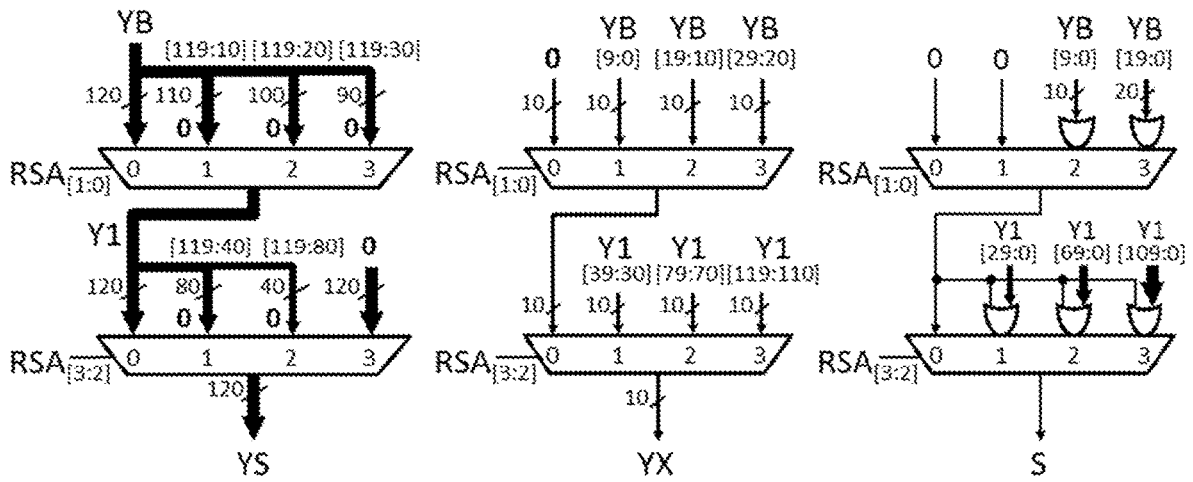 YB
[119:10] [119:20] [119:30]
120 110 100 90
0 0 0
RSA[1:0] 0 1 2 3
Y1
[119:40] [119:80] 0
120 80 40 120
0 0
RSA[3:2] 0 1 2 3
120
YS
YB YB YB
0 [9:0] [19:10] [29:20]
10 10 10 10
RSA[1:0] 0 1 2 3
Y1 Y1 Y1
[39:30] [79:70] [119:110]
10 10 10 10
RSA[3:2] 0 1 2 3
10
YX
YB YB
0 0 [9:0] [19:0]
10 20
RSA[1:0] 0 1 2 3
Y1 Y1 Y1
[29:0] [69:0] [109:0]
RSA[3:2] 0 1 2 3
S